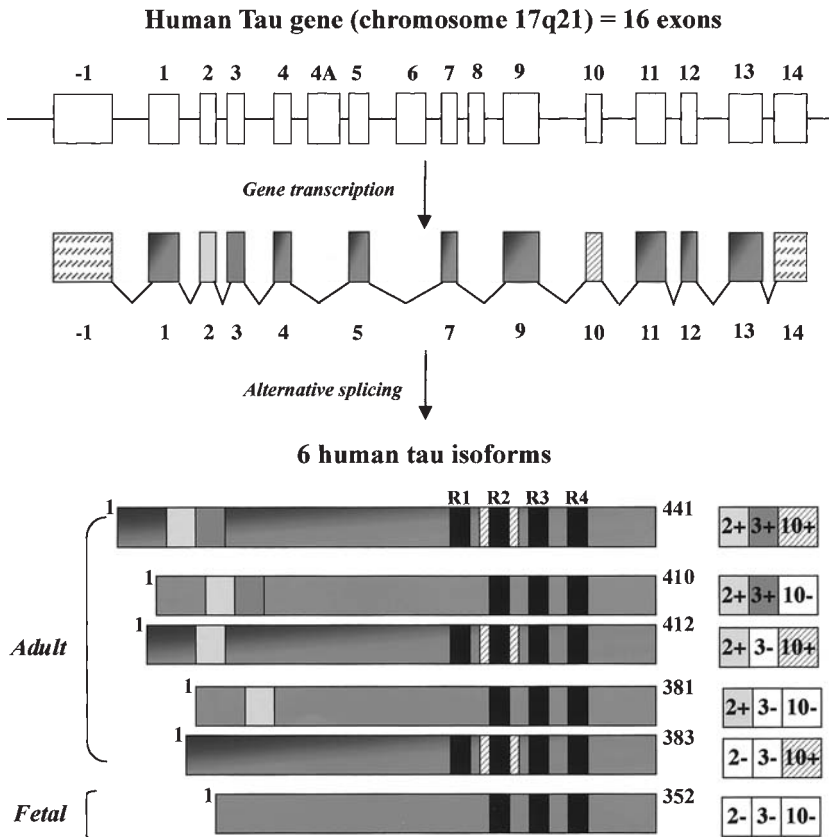 Human Tau gene (chromosome 17q21) = 16 exons
-1 1 2 3 4 4A 5 6 7 8 9 10 11 12 13 14
Gene transcription
-1 1 2 3 4 5 7 9 10 11 12 13 14
Alternative splicing
6 human tau isoforms
R1 R2 R3 R4
1 441 2+ 3+ 10+
1 410 2+ 3+ 10-
Adult
1 412 2+ 3- 10+
1 381 2+ 3- 10-
1 383 2- 3- 10+
Fetal
1 352 2- 3- 10-